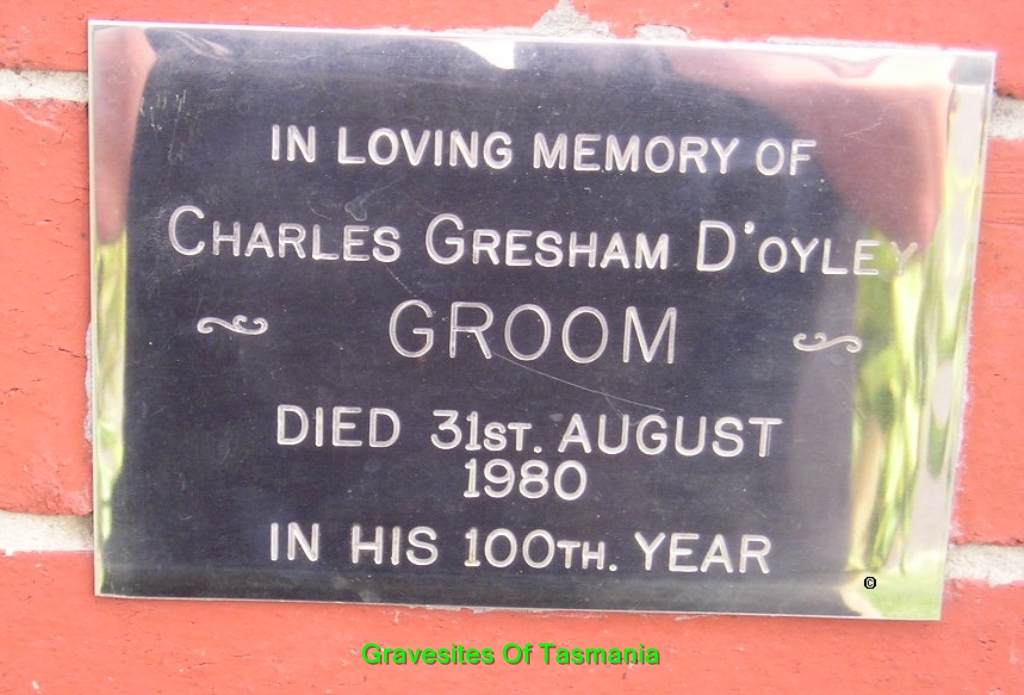 IN LOVING MEMORY OF
CHARLES GRESHAM D'OYLEY
GROOM
DIED 31ST. AUGUST
1980
IN HIS 100TH. YEAR
©
Gravesites Of Tasmania